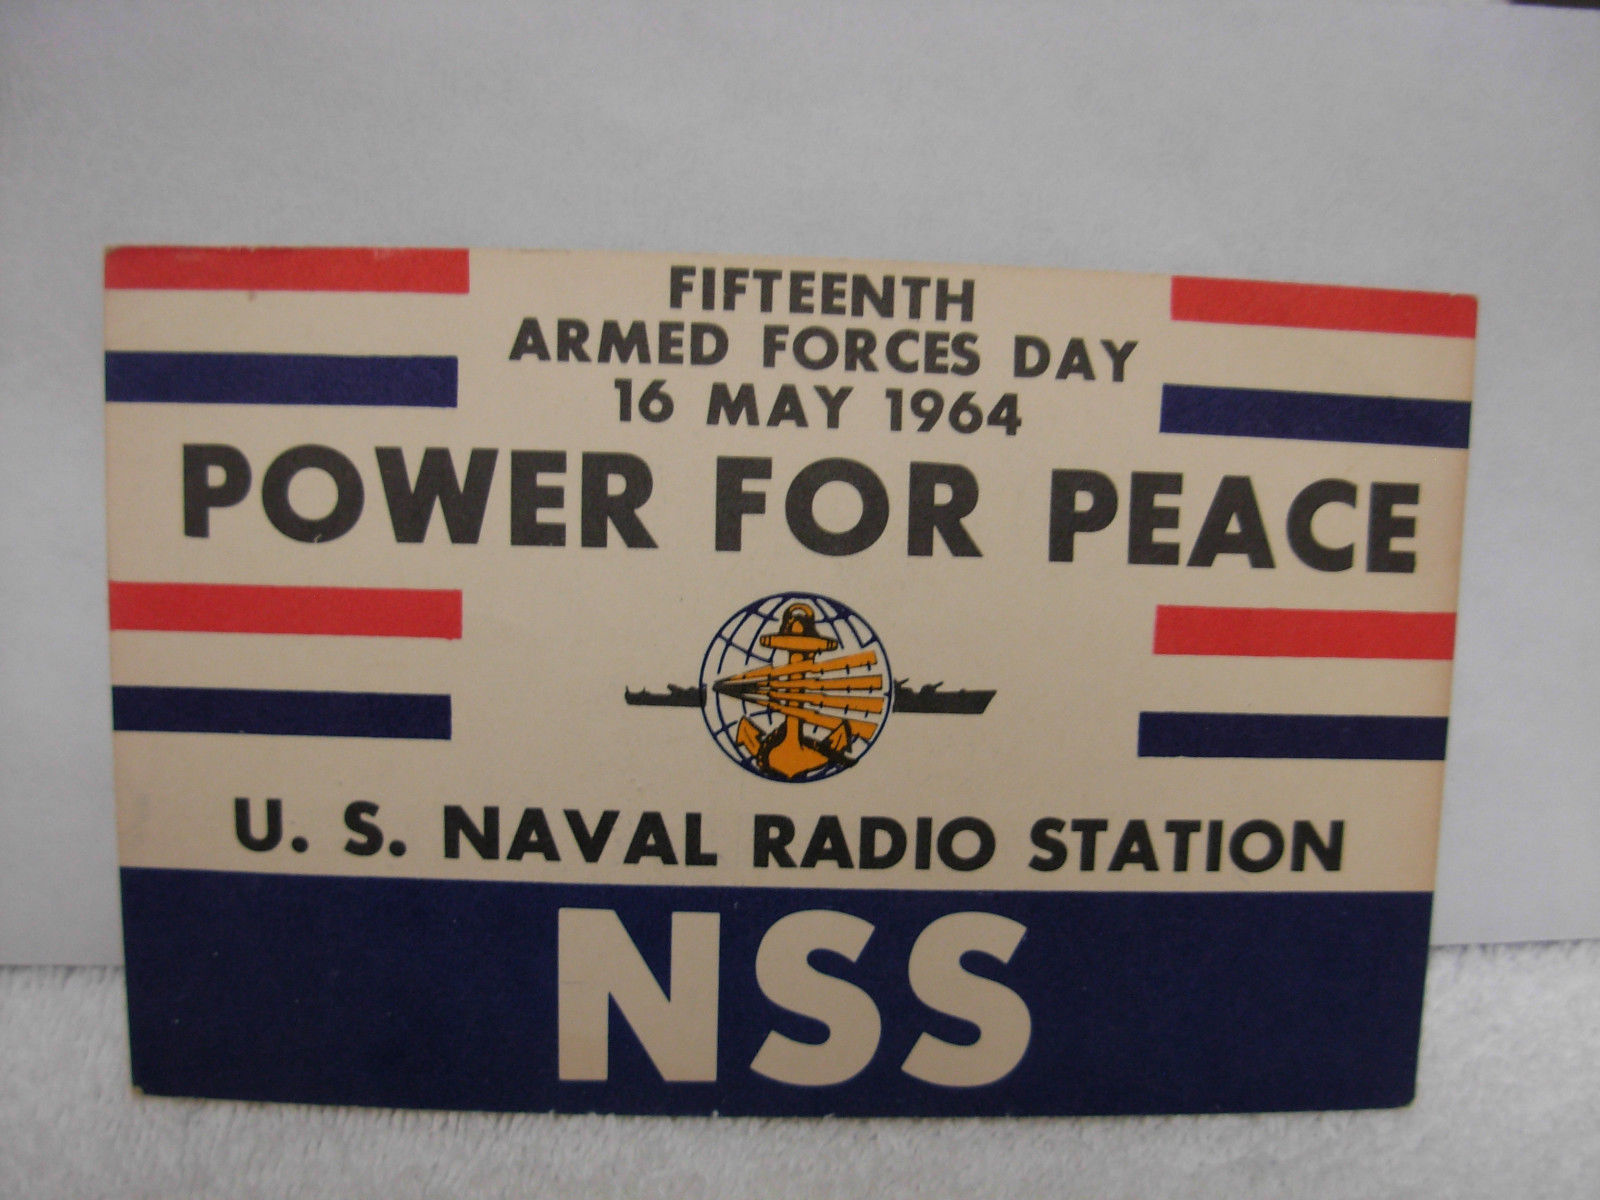 FIFTEENTH
ARMED FORCES DAY
16 MAY 1964
POWER FOR PEACE
U. S. NAVAL RADIO STATION
NSS